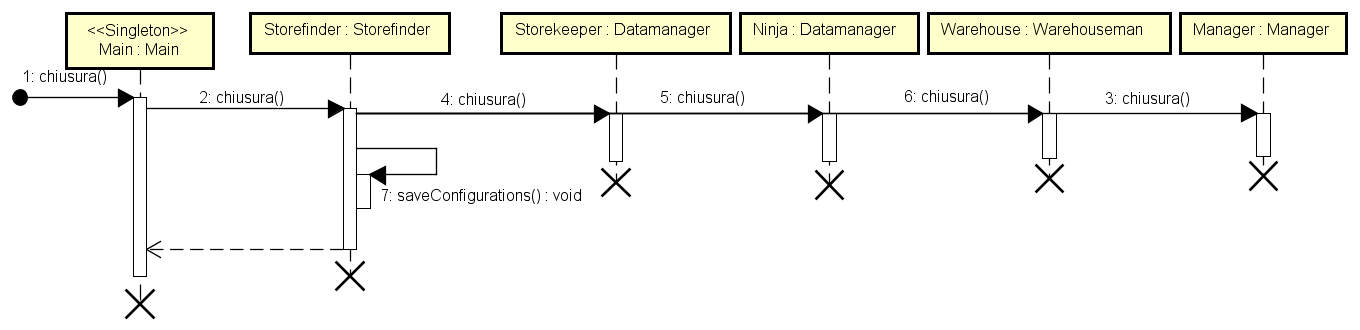 <<Singleton>>
Main : Main
Storefinder : Storefinder
Storekeeper : Datamanager
Ninja : Datamanager
Warehouse : Warehouseman
Manager : Manager
1: chiusura()
2: chiusura()
4: chiusura()
5: chiusura()
6: chiusura()
3: chiusura()
7: saveConfigurations() : void